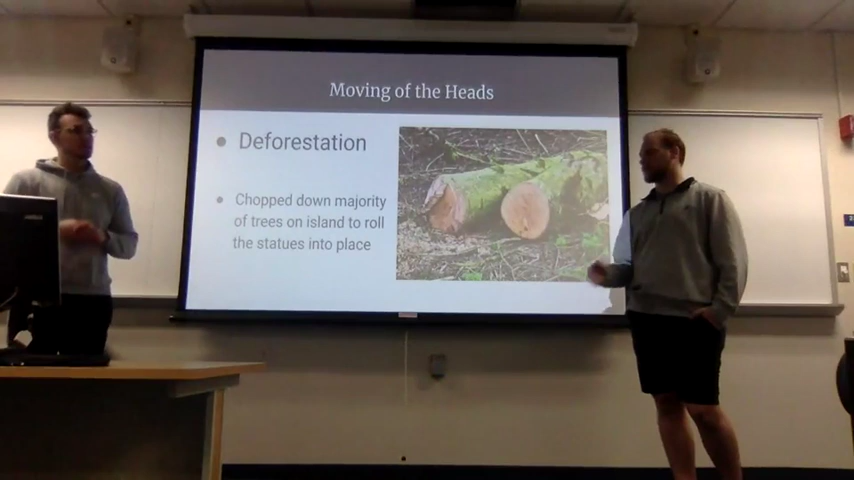 Moving of the Heads
Deforestation
Chopped down majority
of trees on island to roll
the statues into place